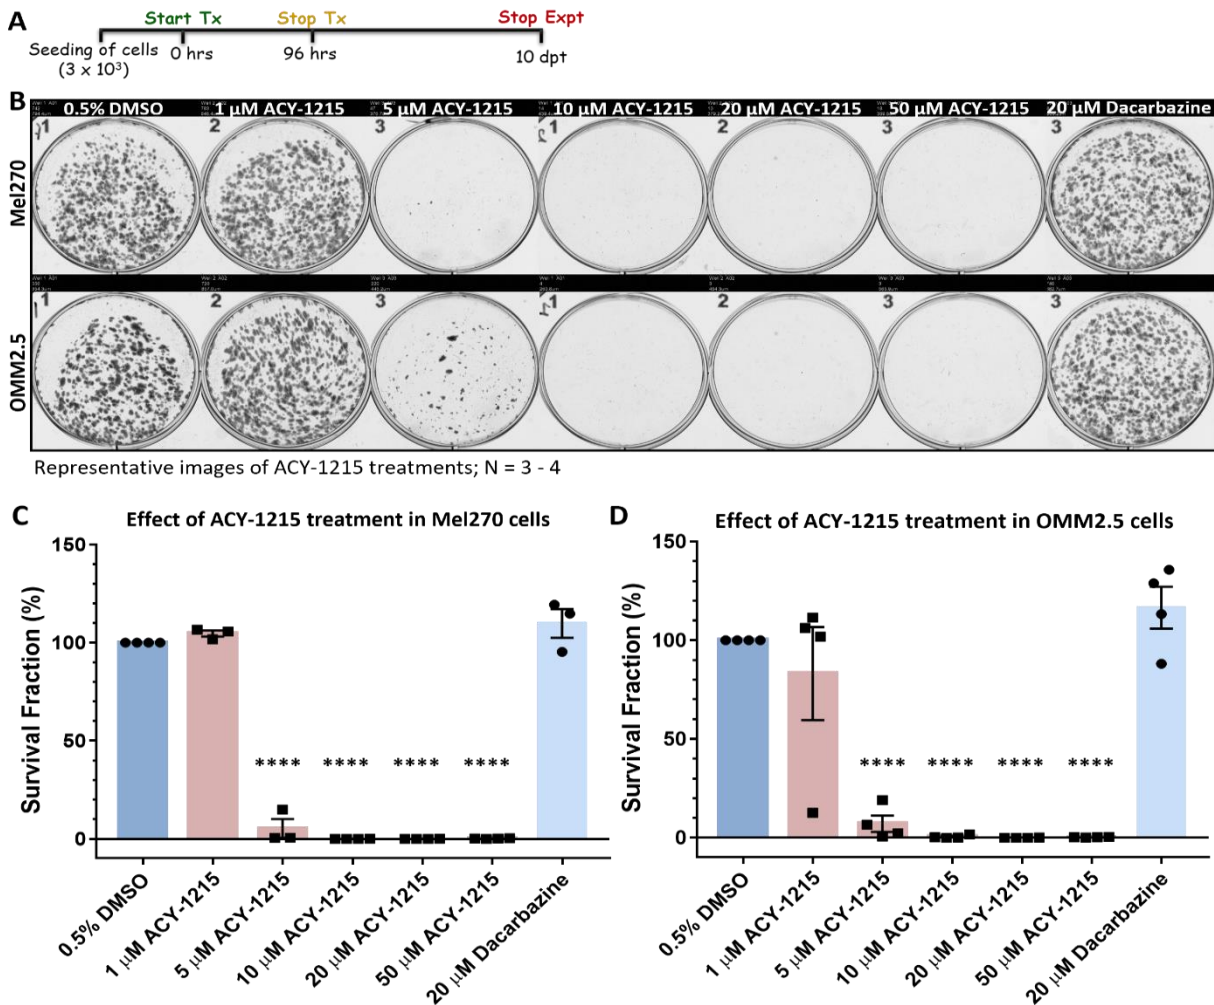 A
Start Tx
Stop Tx
Stop Expt
Seeding of cells
(3 x 10³)
0 hrs
96 hrs
10 dpt
B
0.5% DMSO
1 μM ACY-1215
5 μM ACY-1215
10 μM ACY-1215
20 μM ACY-1215
50 μM ACY-1215
20 μM Dacarbazine
Mel270
1
2
3
1
2
3
3
OMM2.5
1
2
3
1
2
3
3
Representative images of ACY-1215 treatments; N = 3 - 4
C
Effect of ACY-1215 treatment in Mel270 cells
Survival Fraction (%)
150
100
50
0
**** **** **** ****
0.5% DMSO
1 μM ACY-1215
5 μM ACY-1215
10 μM ACY-1215
20 μM ACY-1215
50 μM ACY-1215
20 μM Dacarbazine
D
Effect of ACY-1215 treatment in OMM2.5 cells
Survival Fraction (%)
150
100
50
0
**** **** **** ****
0.5% DMSO
1 μM ACY-1215
5 μM ACY-1215
10 μM ACY-1215
20 μM ACY-1215
50 μM ACY-1215
20 μM Dacarbazine